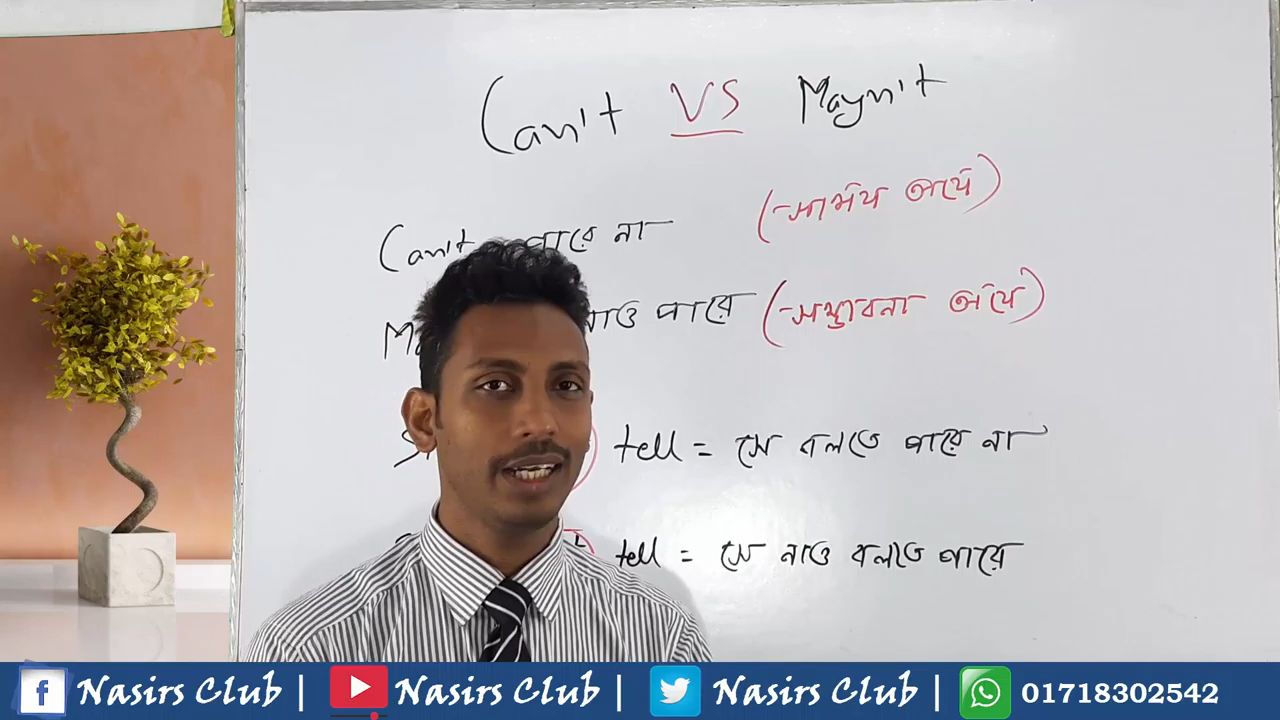 Can't VS Mayn't
Can't পারে না (-সার্মথ অর্থে)
নাও পারে (-সম্ভাবনা অর্থে)
tell = সে বলতে পারে না
tell = সে নাও বলতে পারে
Nasirs Club | Nasirs Club | Nasirs Club | 01718302542